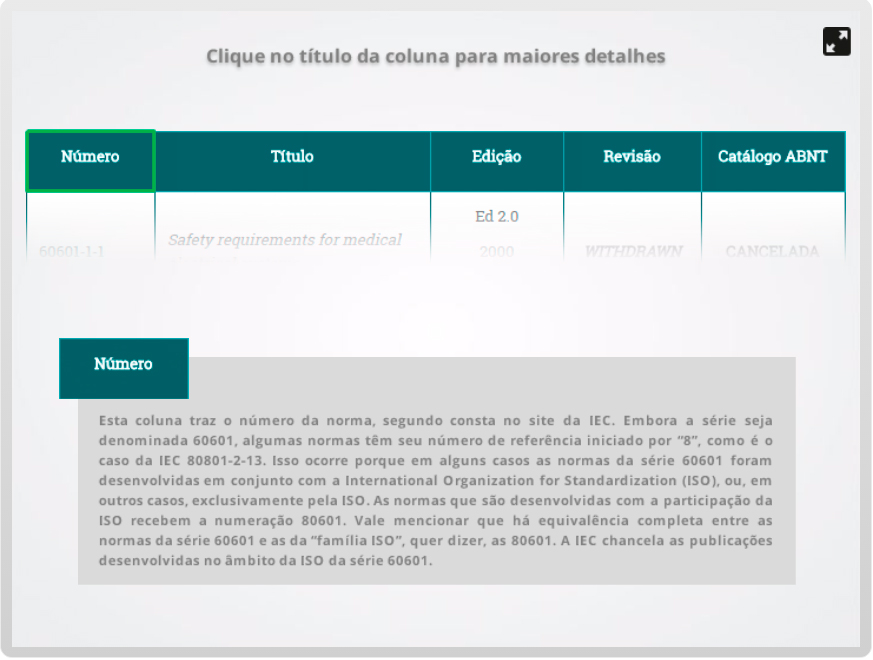 Clique no título da coluna para maiores detalhes
Número Título Edição Revisão Catálogo ABNT
Ed 2.0
Safety requirements for medical
60601-1-1 2000 WITHDRAWN CANCELADA
Número
Esta coluna traz o número da norma, segundo consta no site da IEC. Embora a série seja
denominada 60601, algumas normas têm seu número de referência iniciado por “8”, como é o
caso da IEC 80801-2-13. Isso ocorre porque em alguns casos as normas da série 60601 foram
desenvolvidas em conjunto com a International Organization for Standardization (ISO), ou, em
outros casos, exclusivamente pela ISO. As normas que são desenvolvidas com a participação da
ISO recebem a numeração 80601. Vale mencionar que há equivalência completa entre as
normas da série 60601 e as da “família ISO”, quer dizer, as 80601. A IEC chancela as publicações
desenvolvidas no âmbito da ISO da série 60601.